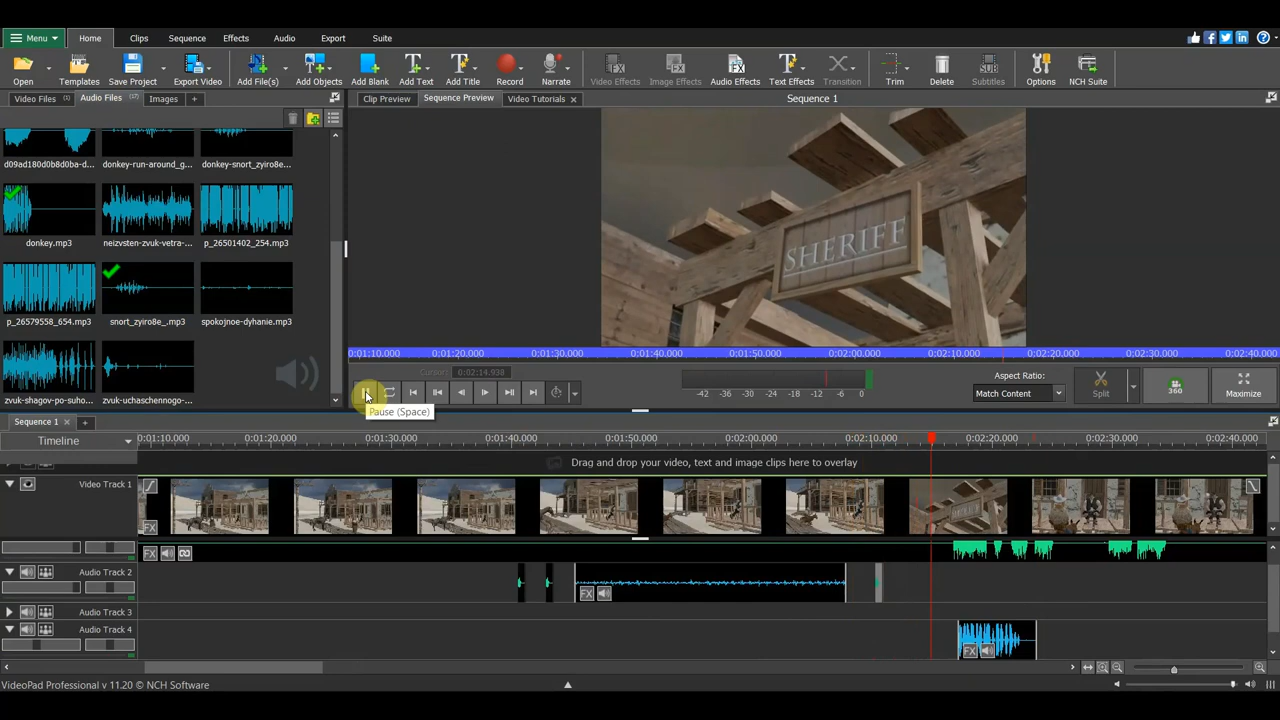 Menu Home Clips Sequence Effects Audio Export Suite
Open Templates Save Project Export Video Add File(s) Add Objects Add Blank Add Text Add Title Record Narrate Video Effects Image Effects Audio Effects Text Effects Transition Trim Delete Subtitles Options NCH Suite
Video Files Audio Files Images + Clip Preview Sequence Preview Video Tutorials Sequence 1
d09ad180d0b8d0ba-d... donkey-run-around_g... donkey-snort_zyiro8e...
donkey.mp3 neizvsten-zvuk-vetra-... p_26501402_254.mp3
SHERIFF
p_26579558_654.mp3 snort_zyiro8e_.mp3 spokojnoe-dyhanie.mp3
0:01:10.000 0:01:20.000 0:01:30.000 0:01:40.000 0:01:50.000 0:02:00.000 0:02:10.000 0:02:20.000 0:02:30.000 0:02:40.000
Cursor: 0:02:14.938
-42 -36 -30 -24 -18 -12 -6 0
Aspect Ratio:
Match Content
Split
360
Maximize
zvuk-shagov-po-suho... zvuk-uchaschennogo-...
Pause (Space)
Sequence 1 +
Timeline
0:01:10.000 0:01:20.000 0:01:30.000 0:01:40.000 0:01:50.000 0:02:00.000 0:02:10.000 0:02:20.000 0:02:30.000 0:02:40.000
Drag and drop your video, text and image clips here to overlay
Video Track 1
FX
FX
Audio Track 2
FX
Audio Track 3
Audio Track 4
FX
VideoPad Professional v 11.20 © NCH Software